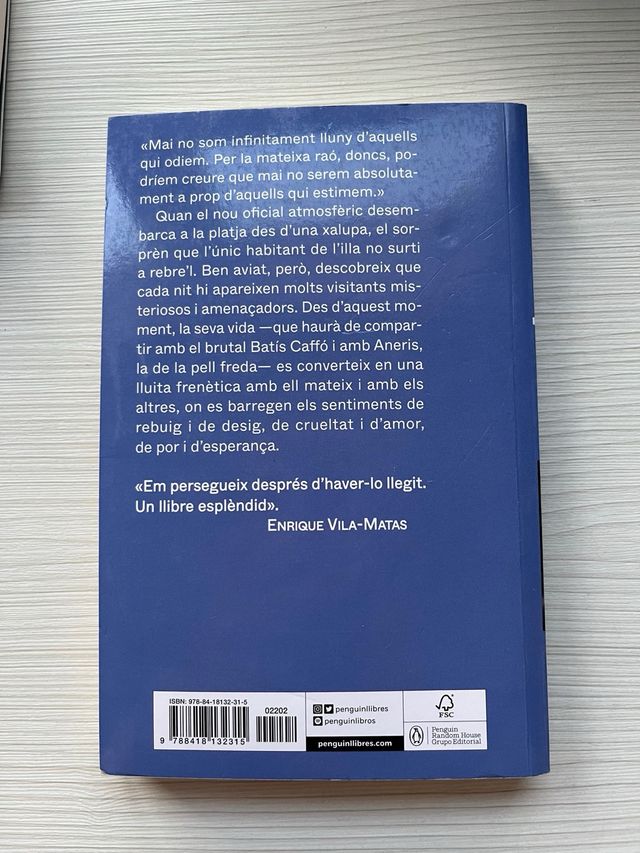 «Mai no som infinitament lluny d'aquells
qui odiem. Per la mateixa raó, doncs, po-
dríem creure que mai no serem absoluta-
ment a prop d'aquells qui estimem.»
Quan el nou oficial atmosfèric desem-
barca a la platja des d'una xalupa, el sor-
prèn que l'únic habitant de l'illa no surti
a rebre'l. Ben aviat, però, descobreix que
cada nit hi apareixen molts visitants mis-
teriosos i amenaçadors. Des d'aquest mo-
ment, la seva vida —que haurà de compar-
tir amb el brutal Batís Caffó i amb Aneris,
la de la pell freda— es converteix en una
lluita frenètica amb ell mateix i amb els
altres, on es barregen els sentiments de
rebuig i de desig, de crueltat i d'amor,
de por i d'esperança.
«Em persegueix després d'haver-lo llegit.
Un llibre esplèndid».
ENRIQUE VILA-MATAS
ISBN: 978-84-18132-31-5
02202
9 788418 132315
penguinllibres
penguinlibros
penguinllibres.com
FSC
Penguin
Random House
Grupo Editorial